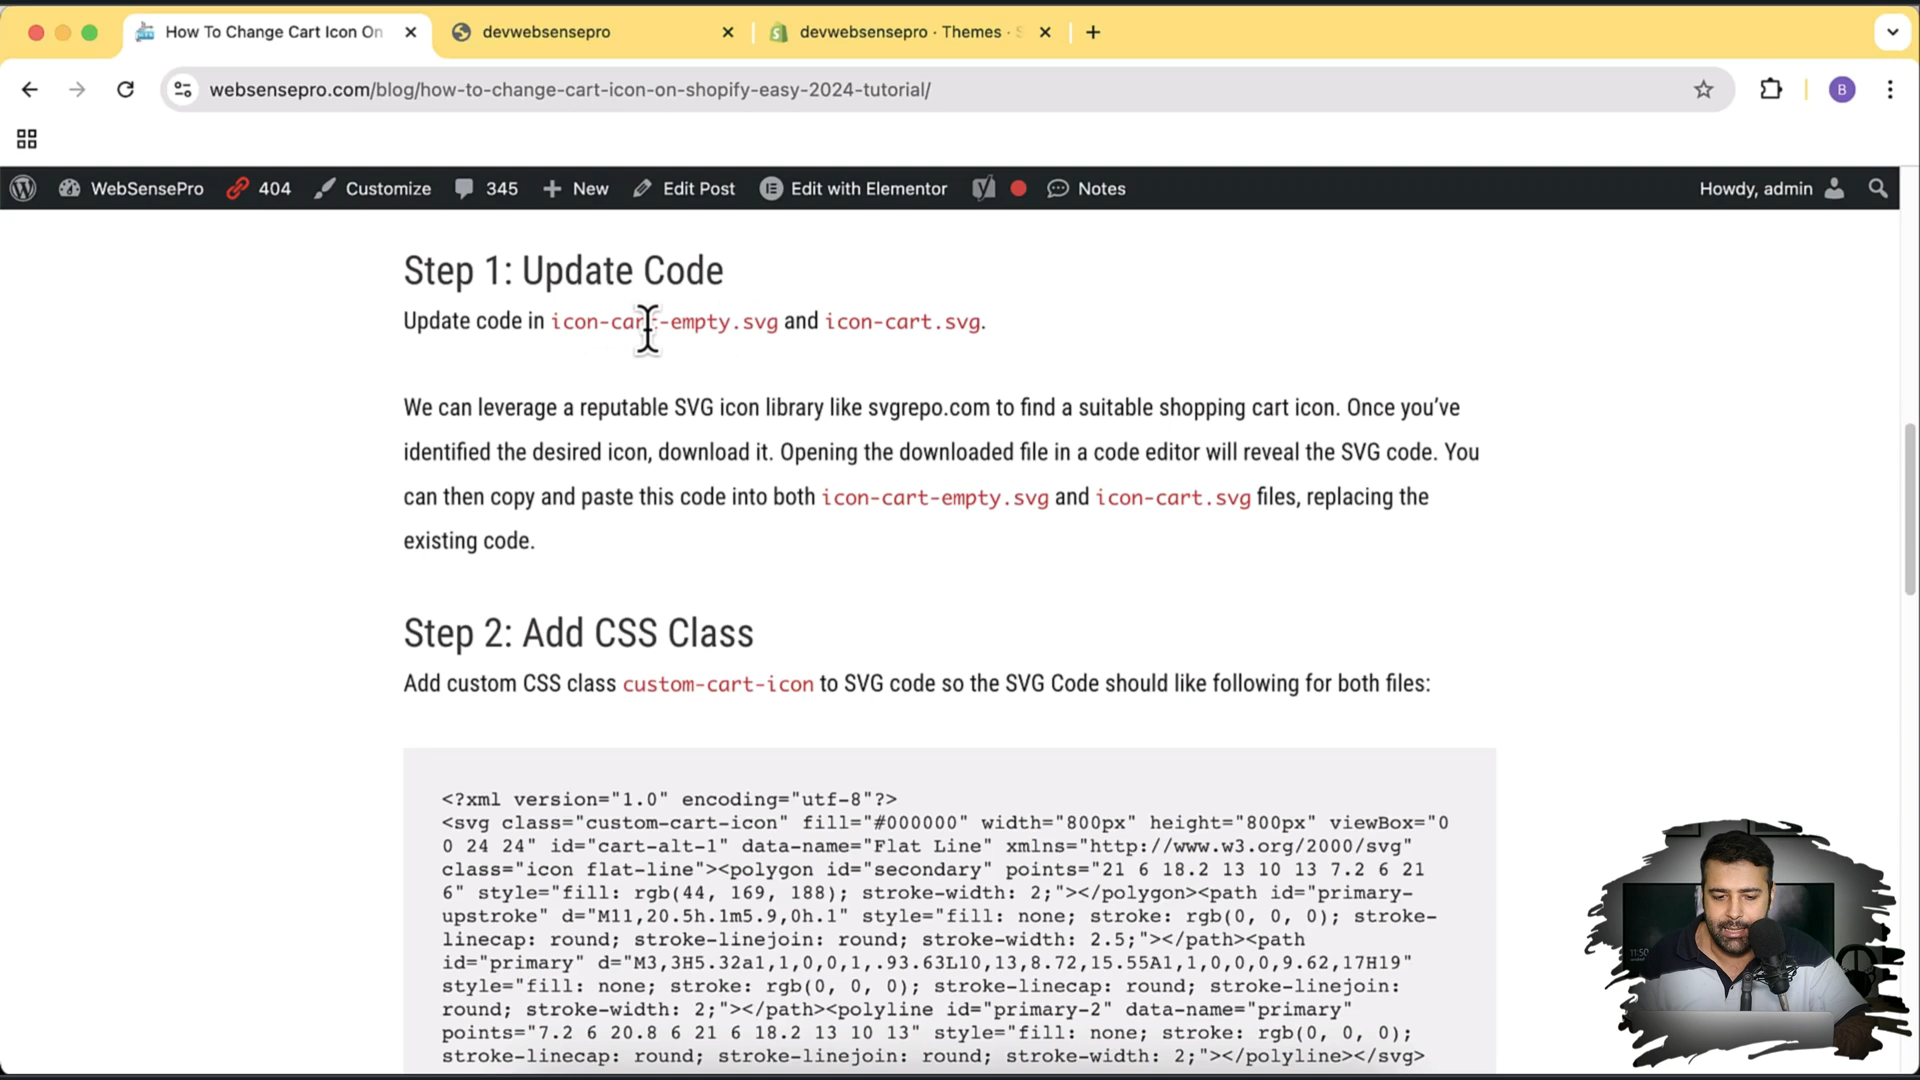 How To Change Cart Icon On
devwebsensepro
devwebsensepro · Themes ·
websensepro.com/blog/how-to-change-cart-icon-on-shopify-easy-2024-tutorial/
B
WebSensePro 404 Customize 345 New Edit Post Edit with Elementor Notes Howdy, admin
Step 1: Update Code
Update code in icon-cart-empty.svg and icon-cart.svg.
We can leverage a reputable SVG icon library like svgrepo.com to find a suitable shopping cart icon. Once you’ve
identified the desired icon, download it. Opening the downloaded file in a code editor will reveal the SVG code. You
can then copy and paste this code into both icon-cart-empty.svg and icon-cart.svg files, replacing the
existing code.
Step 2: Add CSS Class
Add custom CSS class custom-cart-icon to SVG code so the SVG Code should like following for both files:
<?xml version="1.0" encoding="utf-8"?>
<svg class="custom-cart-icon" fill="#000000" width="800px" height="800px" viewBox="0
0 24 24" id="cart-alt-1" data-name="Flat Line" xmlns="http://www.w3.org/2000/svg"
class="icon flat-line"><polygon id="secondary" points="21 6 18.2 13 10 13 7.2 6 21
6" style="fill: rgb(44, 169, 188); stroke-width: 2;"></polygon><path id="primary-
upstroke" d="M11,20.5h.1m5.9,0h.1" style="fill: none; stroke: rgb(0, 0, 0); stroke-
linecap: round; stroke-linejoin: round; stroke-width: 2.5;"></path><path
id="primary" d="M3,3H5.32a1,1,0,0,1,.93.63L10,13,8.72,15.55A1,1,0,0,0,9.62,17H19"
style="fill: none; stroke: rgb(0, 0, 0); stroke-linecap: round; stroke-linejoin:
round; stroke-width: 2;"></path><polyline id="primary-2" data-name="primary"
points="7.2 6 20.8 6 21 6 18.2 13 10 13" style="fill: none; stroke: rgb(0, 0, 0);
stroke-linecap: round; stroke-linejoin: round; stroke-width: 2;"></polyline></svg>
11:50